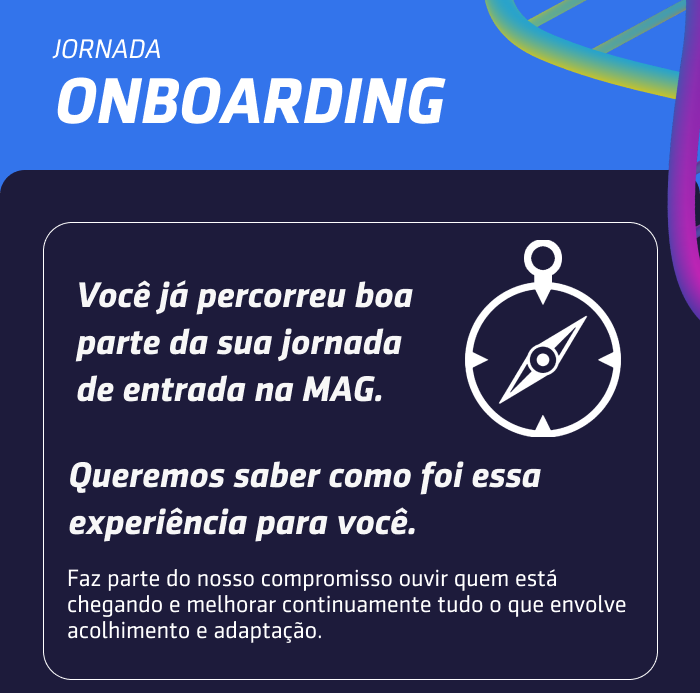 JORNADA
ONBOARDING
Você já percorreu boa
parte da sua jornada
de entrada na MAG.
Queremos saber como foi essa
experiência para você.
Faz parte do nosso compromisso ouvir quem está
chegando e melhorar continuamente tudo o que envolve
acolhimento e adaptação.